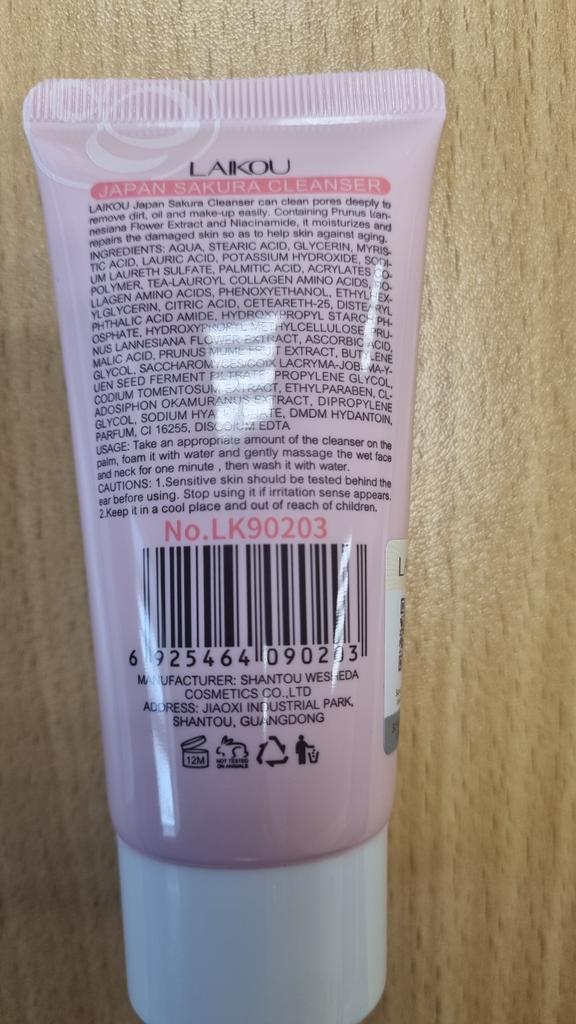 LAIKOU
JAPAN SAKURA CLEANSER
LAIKOU Japan Sakura Cleanser can clean pores deeply to
remove dirt, oil and make-up easily. Containing Prunus lan-
nesiana Flower Extract and Niacinamide, it moisturizes and
repairs the damaged skin so as to help skin against aging.
INGREDIENTS: AQUA, STEARIC ACID, GLYCERIN, MYRIS-
TIC ACID, LAURIC ACID, POTASSIUM HYDROXIDE, SODI-
UM LAURETH SULFATE, PALMITIC ACID, ACRYLATES CO-
POLYMER, TEA-LAUROYL COLLAGEN AMINO ACIDS, CO-
LLAGEN AMINO ACIDS, PHENOXYETHANOL, ETHYLHEX-
YLGLYCERIN, CITRIC ACID, CETEARETH-25, DISTEARYL
PHTHALIC ACID AMIDE, HYDROXYPROPYL STARCH PH-
OSPHATE, HYDROXYPROPYL METHYLCELLULOSE, PRU-
NUS LANNESIANA FLOWER EXTRACT, ASCORBIC ACID,
MALIC ACID, PRUNUS MUME FRUIT EXTRACT, BUTYLENE
GLYCOL, SACCHAROMYCES/COIX LACRYMA-JOBI MA-Y-
UEN SEED FERMENT FILTRATE, PROPYLENE GLYCOL,
CODIUM TOMENTOSUM EXTRACT, ETHYLPARABEN, CL-
ADOSIPHON OKAMURANUS EXTRACT, DIPROPYLENE
GLYCOL, SODIUM HYALURONATE, DMDM HYDANTOIN,
PARFUM, CI 16255, DISODIUM EDTA
USAGE: Take an appropriate amount of the cleanser on the
palm, foam it with water and gently massage the wet face
and neck for one minute , then wash it with water.
CAUTIONS: 1.Sensitive skin should be tested behind the
ear before using. Stop using it if irritation sense appears.
2.Keep it in a cool place and out of reach of children.
No.LK90203
6 925464 090203
MANUFACTURER: SHANTOU WESHEDA
COSMETICS CO.,LTD
ADDRESS: JIAOXI INDUSTRIAL PARK,
SHANTOU, GUANGDONG
12M
NOT TESTED
ON ANIMALS